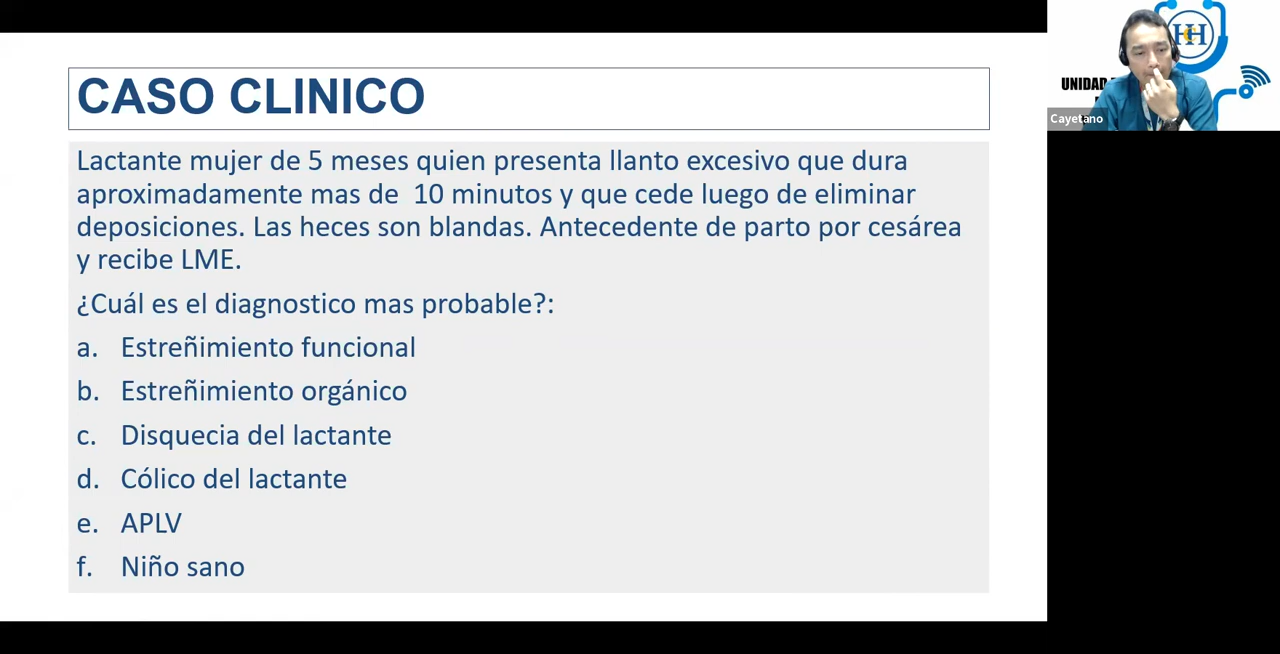 CASO CLINICO
Lactante mujer de 5 meses quien presenta llanto excesivo que dura
aproximadamente mas de 10 minutos y que cede luego de eliminar
deposiciones. Las heces son blandas. Antecedente de parto por cesárea
y recibe LME.
¿Cuál es el diagnostico mas probable?:
a. Estreñimiento funcional
b. Estreñimiento orgánico
c. Disquecia del lactante
d. Cólico del lactante
e. APLV
f. Niño sano
HCH
UNIDAD
Cayetano